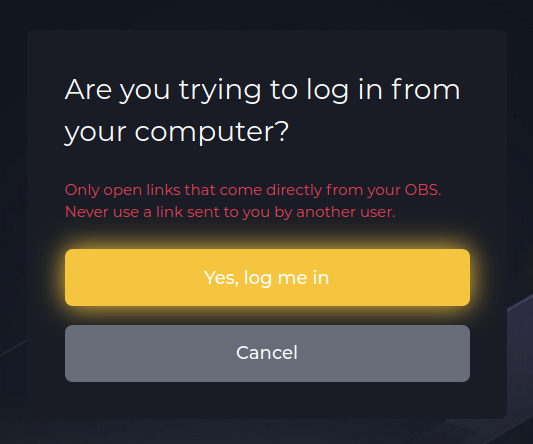 Are you trying to log in from
your computer?
Only open links that come directly from your OBS.
Never use a link sent to you by another user.
Yes, log me in
Cancel